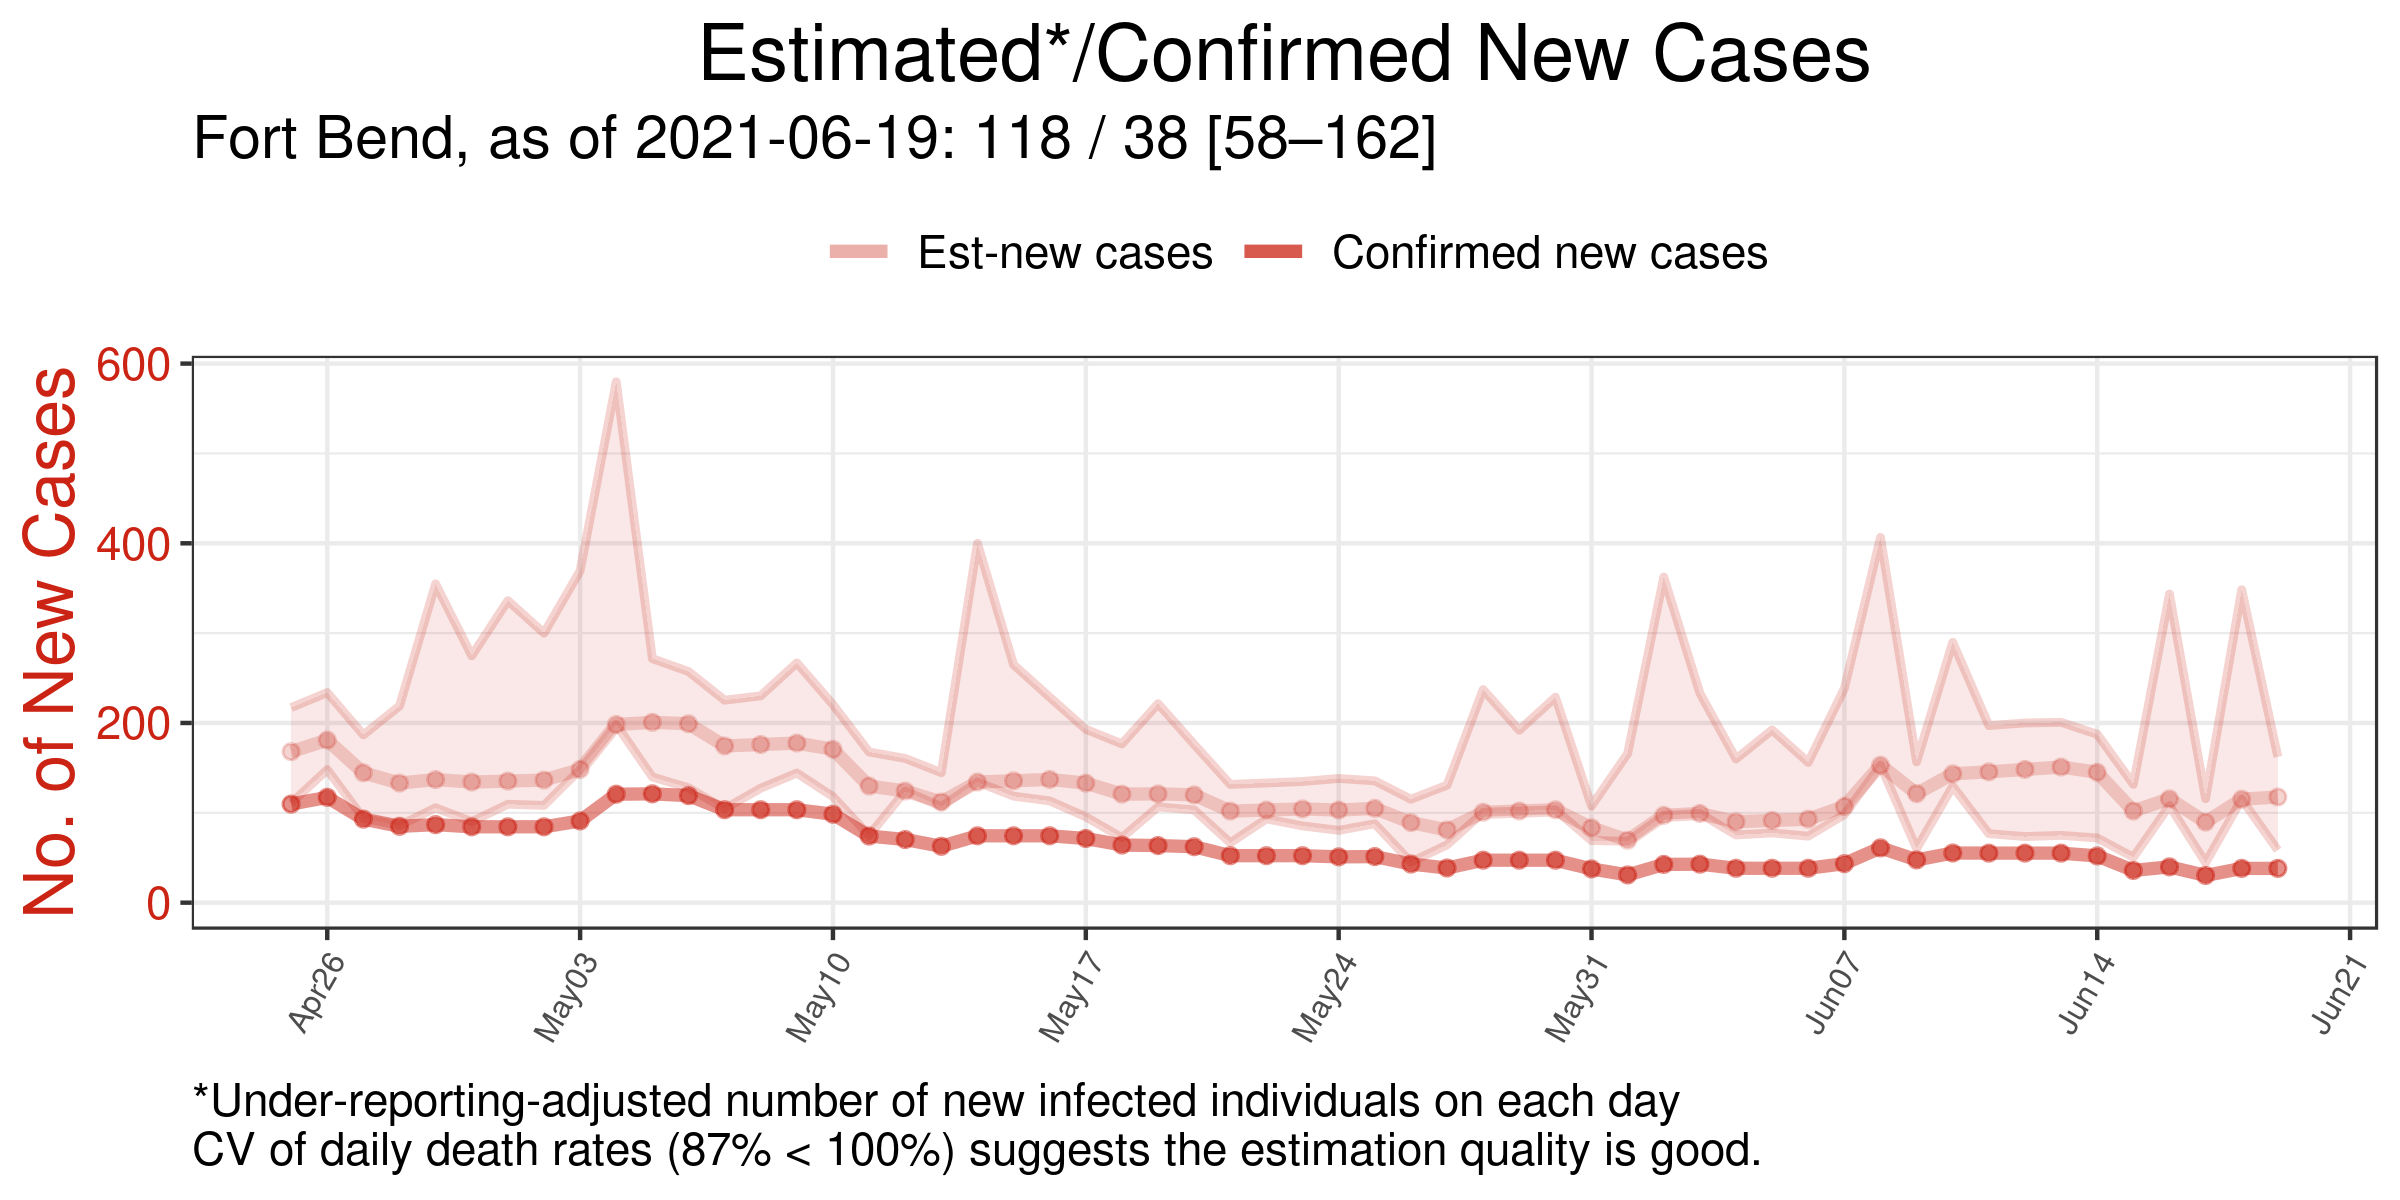 Estimated*/Confirmed New Cases
Fort Bend, as of 2021-06-19: 118 / 38 [58–162]
Est-new cases
Confirmed new cases
No. of New Cases
600
400
200
0
Apr26
May03
May10
May17
May24
May31
Jun07
Jun14
Jun21
*Under-reporting-adjusted number of new infected individuals on each day
CV of daily death rates (87% < 100%) suggests the estimation quality is good.